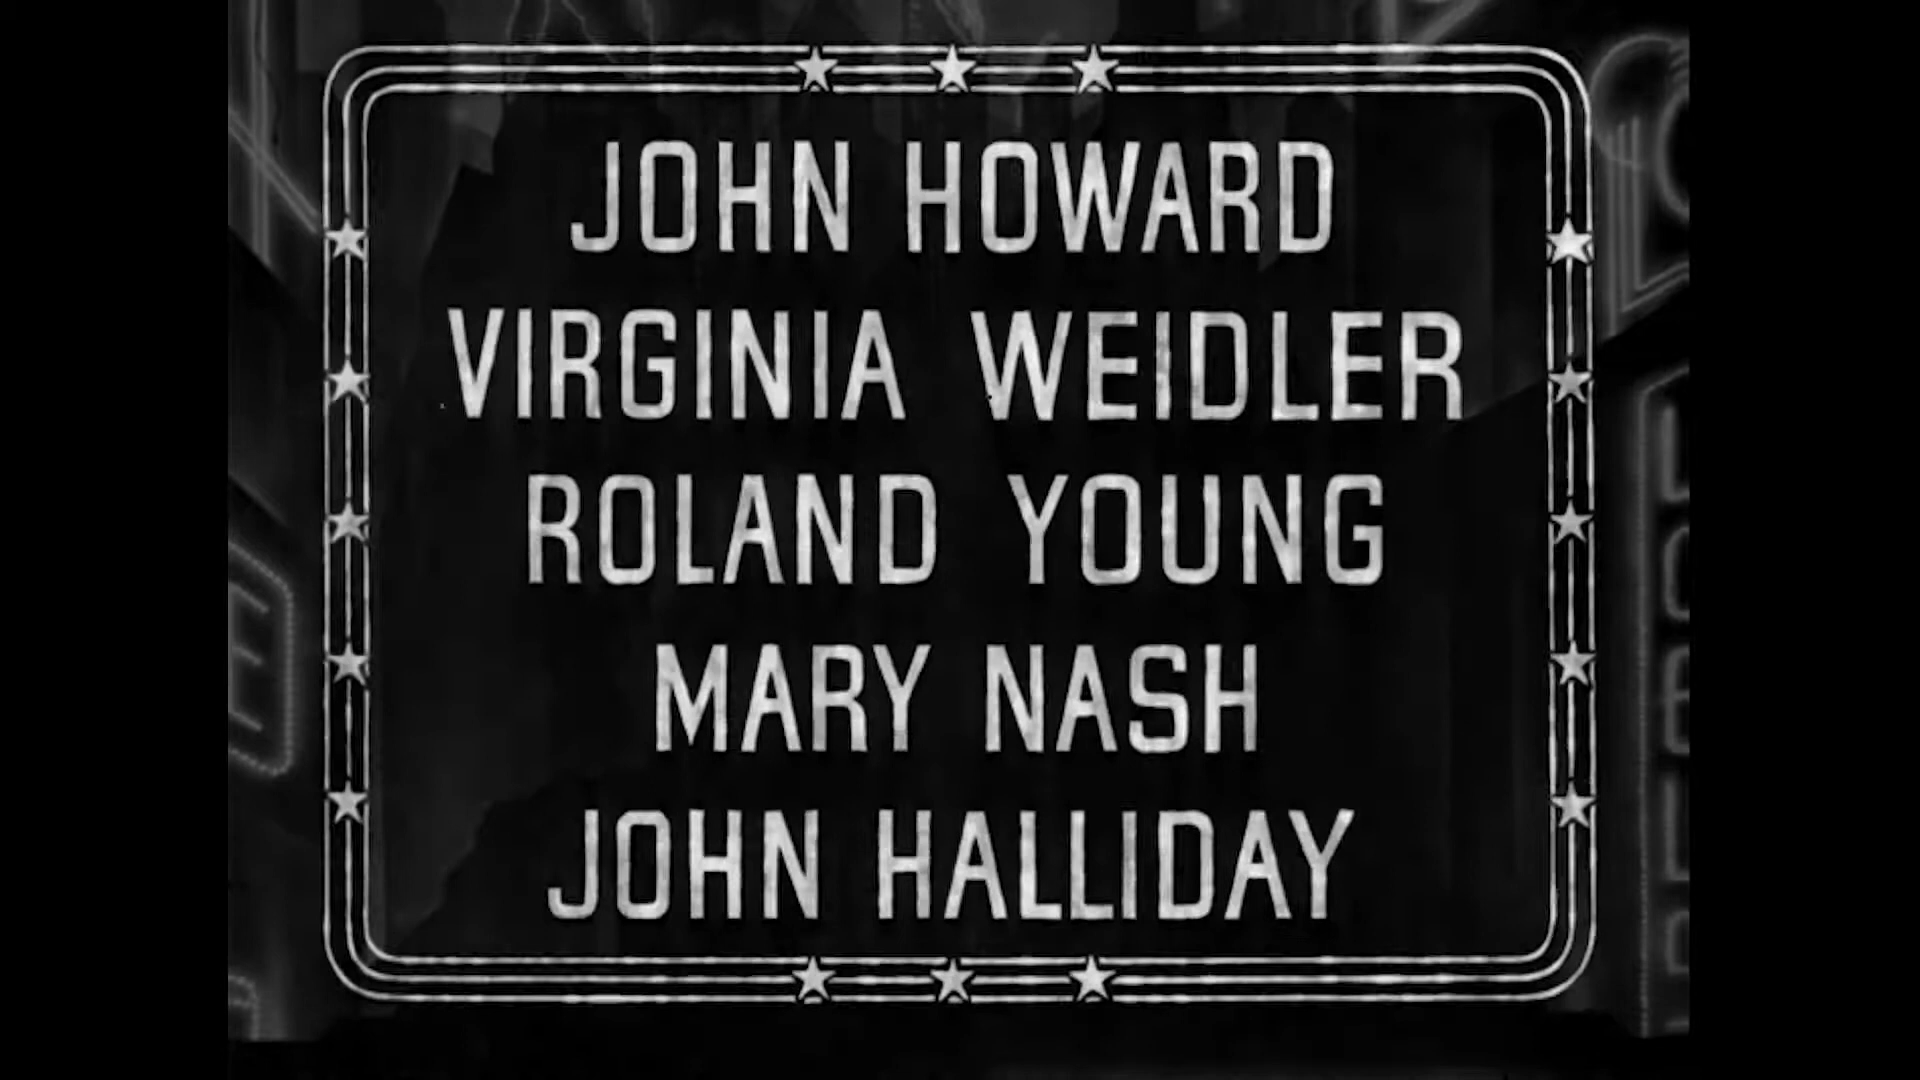 JOHN HOWARD
VIRGINIA WEIDLER
ROLAND YOUNG
MARY NASH
JOHN HALLIDAY